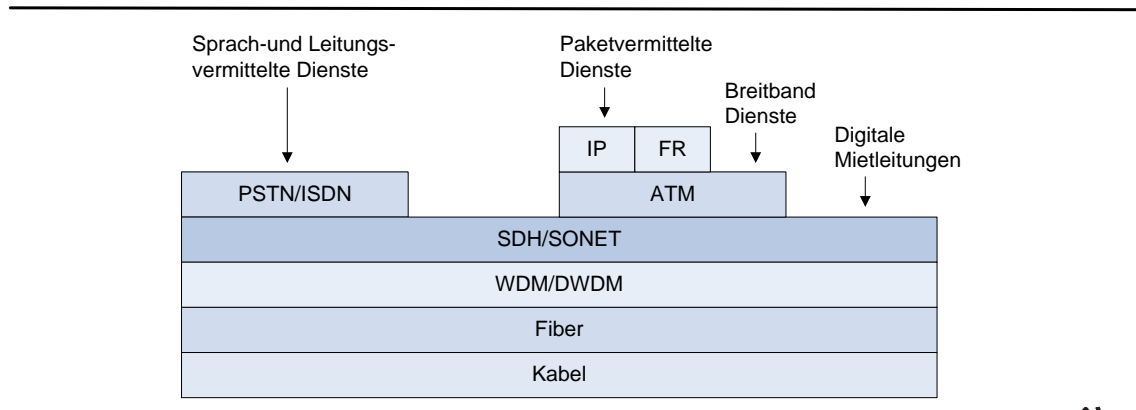 Sprach-und Leitungs-
vermittelte Dienste
Paketvermittelte
Dienste
Breitband
Dienste
Digitale
Mietleitungen
IP
FR
PSTN/ISDN
ATM
SDH/SONET
WDM/DWDM
Fiber
Kabel